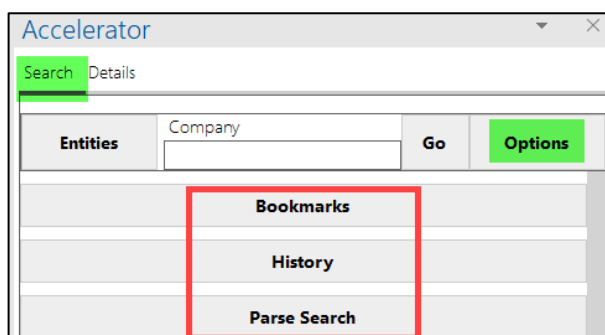 Accelerator
Search Details
Company
Entities Go Options
Bookmarks
History
Parse Search